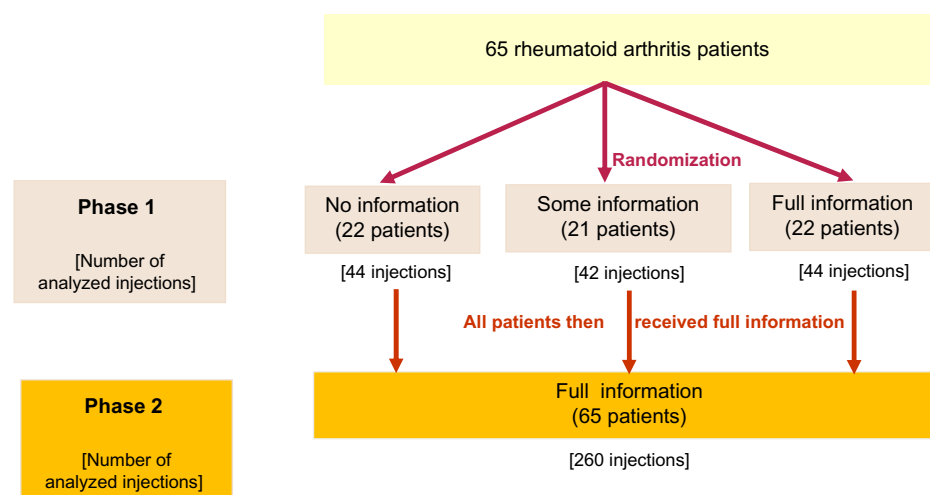 65 rheumatoid arthritis patients
Randomization
Phase 1
[Number of
analyzed injections]
No information
(22 patients)
Some information
(21 patients)
Full information
(22 patients)
[44 injections]
[42 injections]
[44 injections]
All patients then received full information
Phase 2
[Number of
analyzed injections]
Full information
(65 patients)
[260 injections]